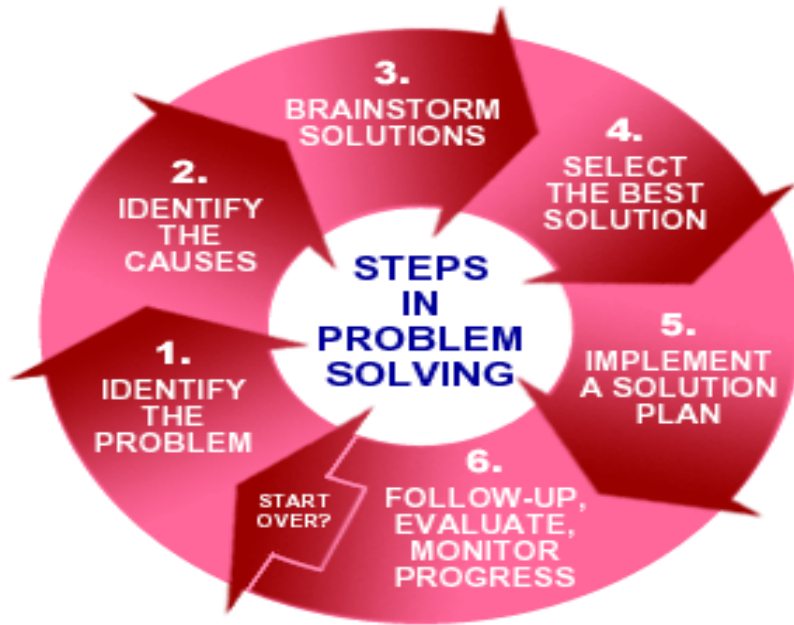 STEPS
IN
PROBLEM
SOLVING
1.
IDENTIFY
THE
PROBLEM
2.
IDENTIFY
THE
CAUSES
3.
BRAINSTORM
SOLUTIONS
4.
SELECT
THE BEST
SOLUTION
5.
IMPLEMENT
A SOLUTION
PLAN
6.
FOLLOW-UP,
EVALUATE,
MONITOR
PROGRESS
START
OVER?